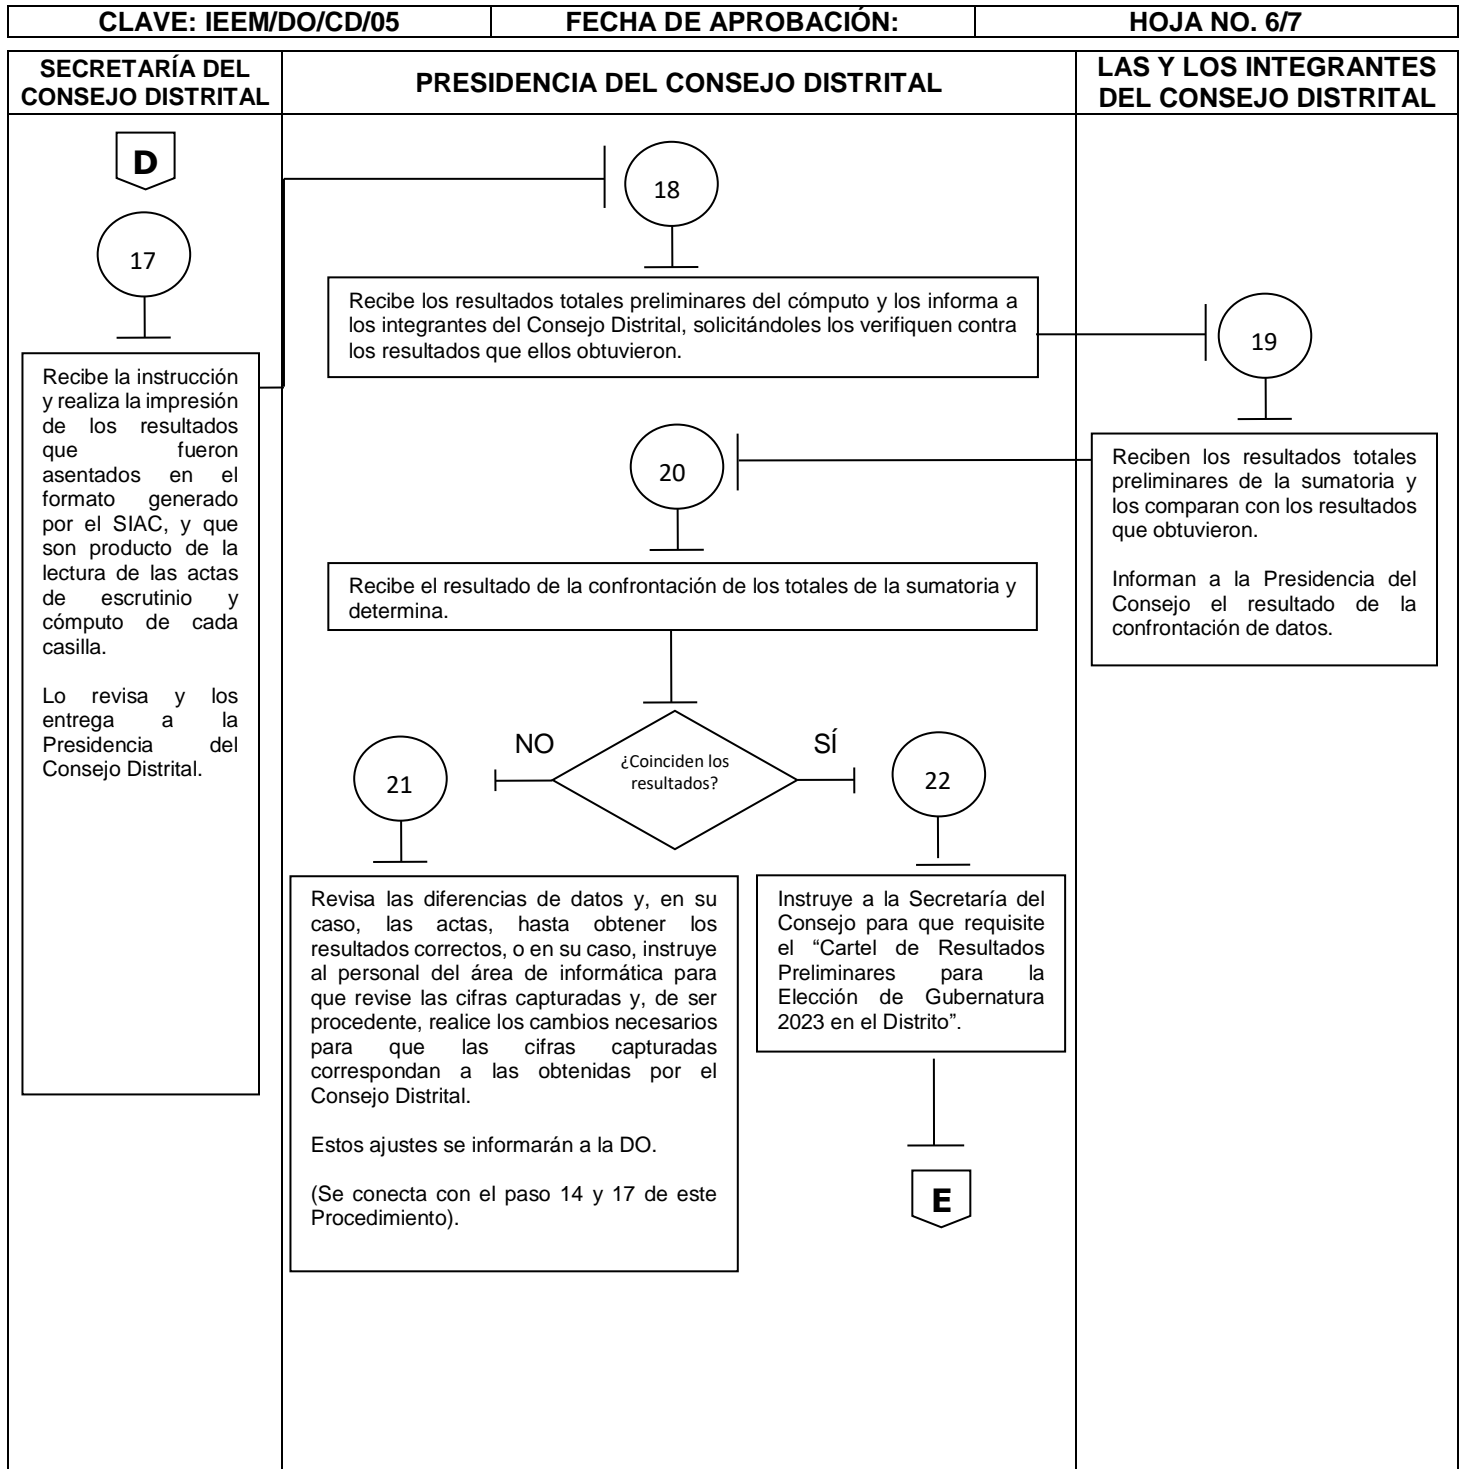 CLAVE: IEEM/DO/CD/05
FECHA DE APROBACIÓN:
HOJA NO. 6/7
SECRETARÍA DEL
CONSEJO DISTRITAL
PRESIDENCIA DEL CONSEJO DISTRITAL
LAS Y LOS INTEGRANTES
DEL CONSEJO DISTRITAL
D
17
Recibe la instrucción
y realiza la impresión
de los resultados
que fueron
asentados en el
formato generado
por el SIAC, y que
son producto de la
lectura de las actas
de escrutinio y
cómputo de cada
casilla.
Lo revisa y los
entrega a la
Presidencia del
Consejo Distrital.
18
Recibe los resultados totales preliminares del cómputo y los informa a
los integrantes del Consejo Distrital, solicitándoles los verifiquen contra
los resultados que ellos obtuvieron.
19
Reciben los resultados totales
preliminares de la sumatoria y
los comparan con los resultados
que obtuvieron.
Informan a la Presidencia del
Consejo el resultado de la
confrontación de datos.
20
Recibe el resultado de la confrontación de los totales de la sumatoria y
determina.
¿Coinciden los
resultados?
NO
SÍ
21
Revisa las diferencias de datos y, en su
caso, las actas, hasta obtener los
resultados correctos, o en su caso, instruye
al personal del área de informática para
que revise las cifras capturadas y, de ser
procedente, realice los cambios necesarios
para que las cifras capturadas
correspondan a las obtenidas por el
Consejo Distrital.
Estos ajustes se informarán a la DO.
(Se conecta con el paso 14 y 17 de este
Procedimiento).
22
Instruye a la Secretaría del
Consejo para que requisite
el “Cartel de Resultados
Preliminares para la
Elección de Gubernatura
2023 en el Distrito”.
E